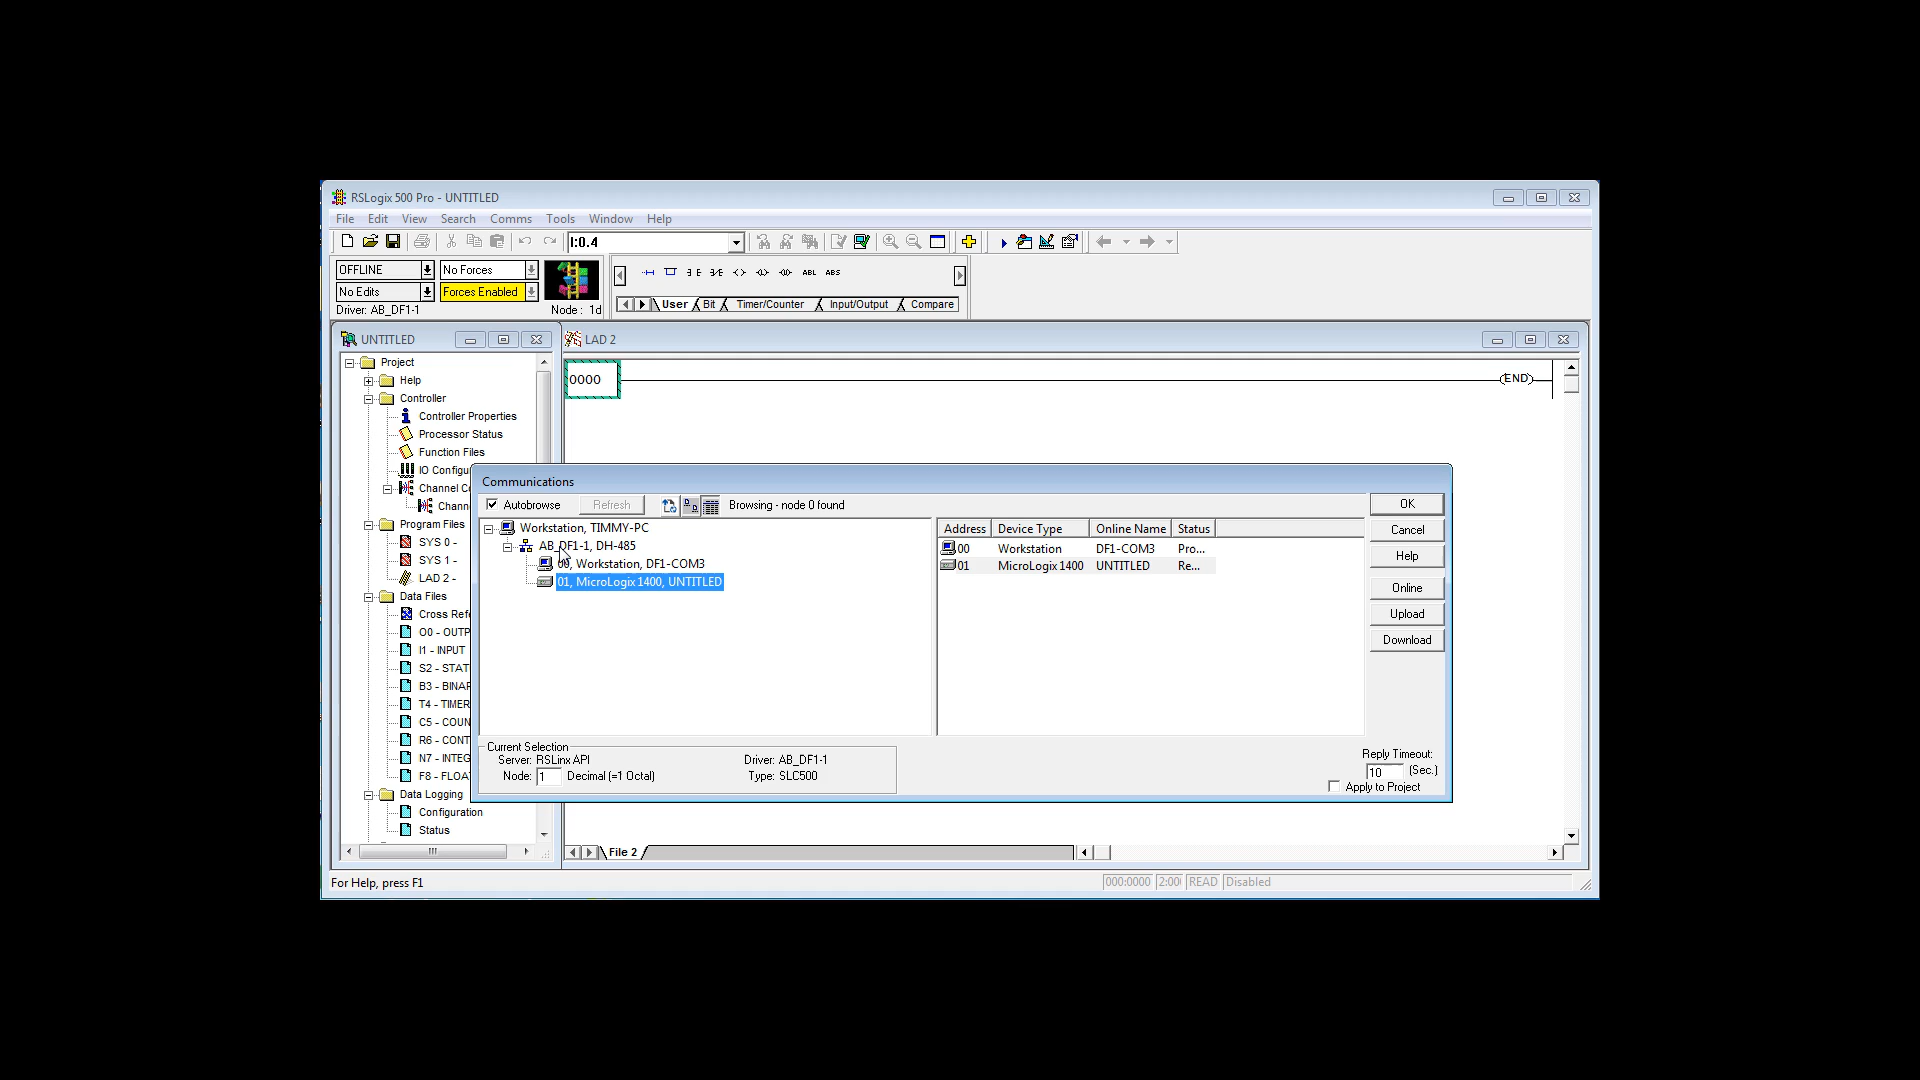 RSLogix 500 Pro - UNTITLED
File Edit View Search Comms Tools Window Help
I:0.4
OFFLINE No Forces
No Edits Forces Enabled
Driver: AB_DF1-1 Node : 1d
ABL ABS
User Bit Timer/Counter Input/Output Compare
UNTITLED
LAD 2
Project
Help
Controller
Controller Properties
Processor Status
Function Files
IO Configu
Channel Co
Chann
Program Files
SYS 0 -
SYS 1 -
LAD 2 -
Data Files
Cross Refe
O0 - OUTP
I1 - INPUT
S2 - STAT
B3 - BINAR
T4 - TIMER
C5 - COUN
R6 - CONT
N7 - INTEG
F8 - FLOA
Data Logging
Configuration
Status
0000
(END)
Communications
Autobrowse Refresh Browsing - node 0 found
Workstation, TIMMY-PC
AB_DF1-1, DH-485
00, Workstation, DF1-COM3
01, MicroLogix 1400, UNTITLED
Address Device Type Online Name Status
00 Workstation DF1-COM3 Pro...
01 MicroLogix 1400 UNTITLED Re...
OK
Cancel
Help
Online
Upload
Download
Current Selection
Server: RSLinx API Driver: AB_DF1-1
Node: 1 Decimal (=1 Octal) Type: SLC500
Reply Timeout:
10 (Sec.)
Apply to Project
File 2
For Help, press F1
000:0000 2:00 READ Disabled